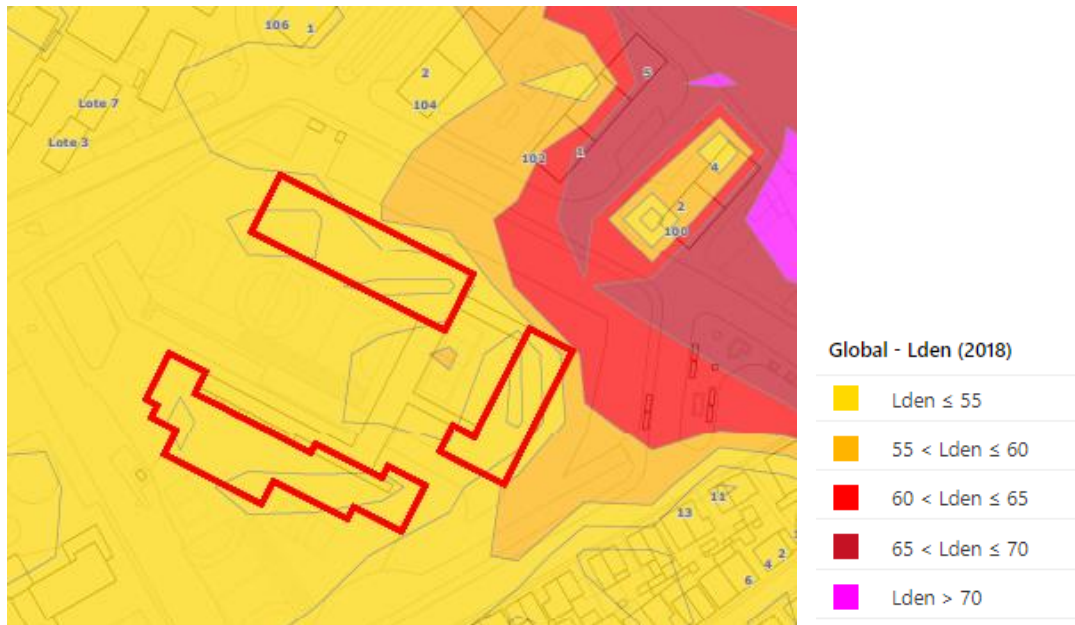 106 1
2
104
5
Lote 7
Lote 3
102 1
4
2
100
Global - Lden (2018)
Lden ≤ 55
55 < Lden ≤ 60
60 < Lden ≤ 65
65 < Lden ≤ 70
Lden > 70
11
13
2
4
6